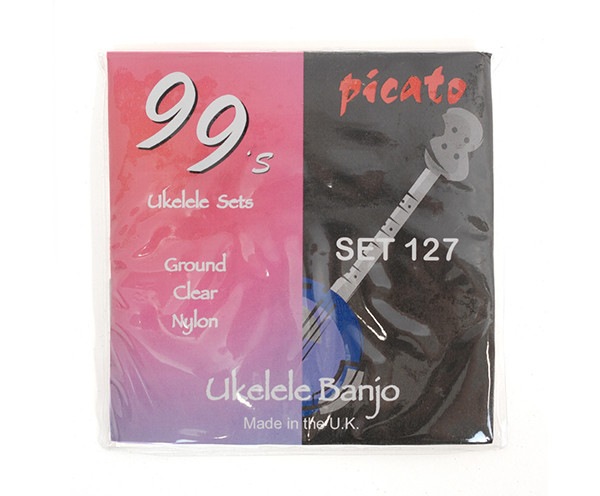 99's
Ukelele Sets
Ground
Clear
Nylon
picato
SET 127
Ukelele Banjo
Made in the U.K.